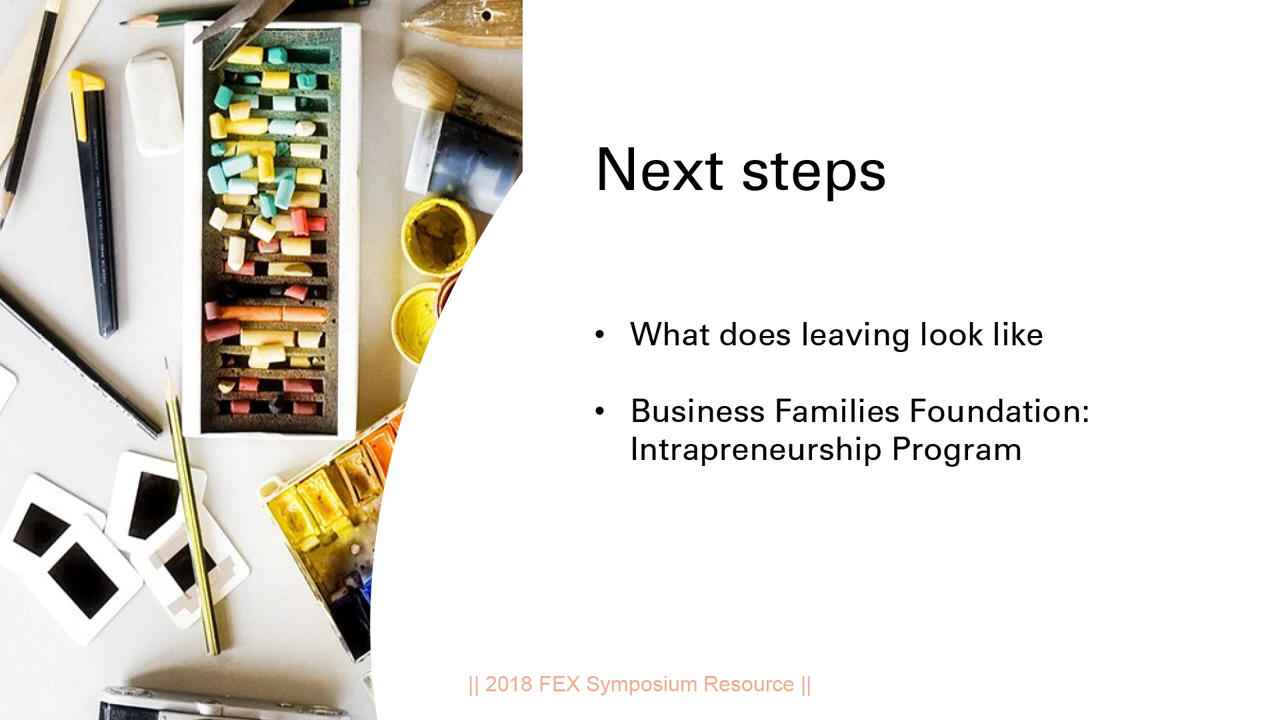 Next steps
• What does leaving look like
• Business Families Foundation:
Intrapreneurship Program
|| 2018 FEX Symposium Resource ||